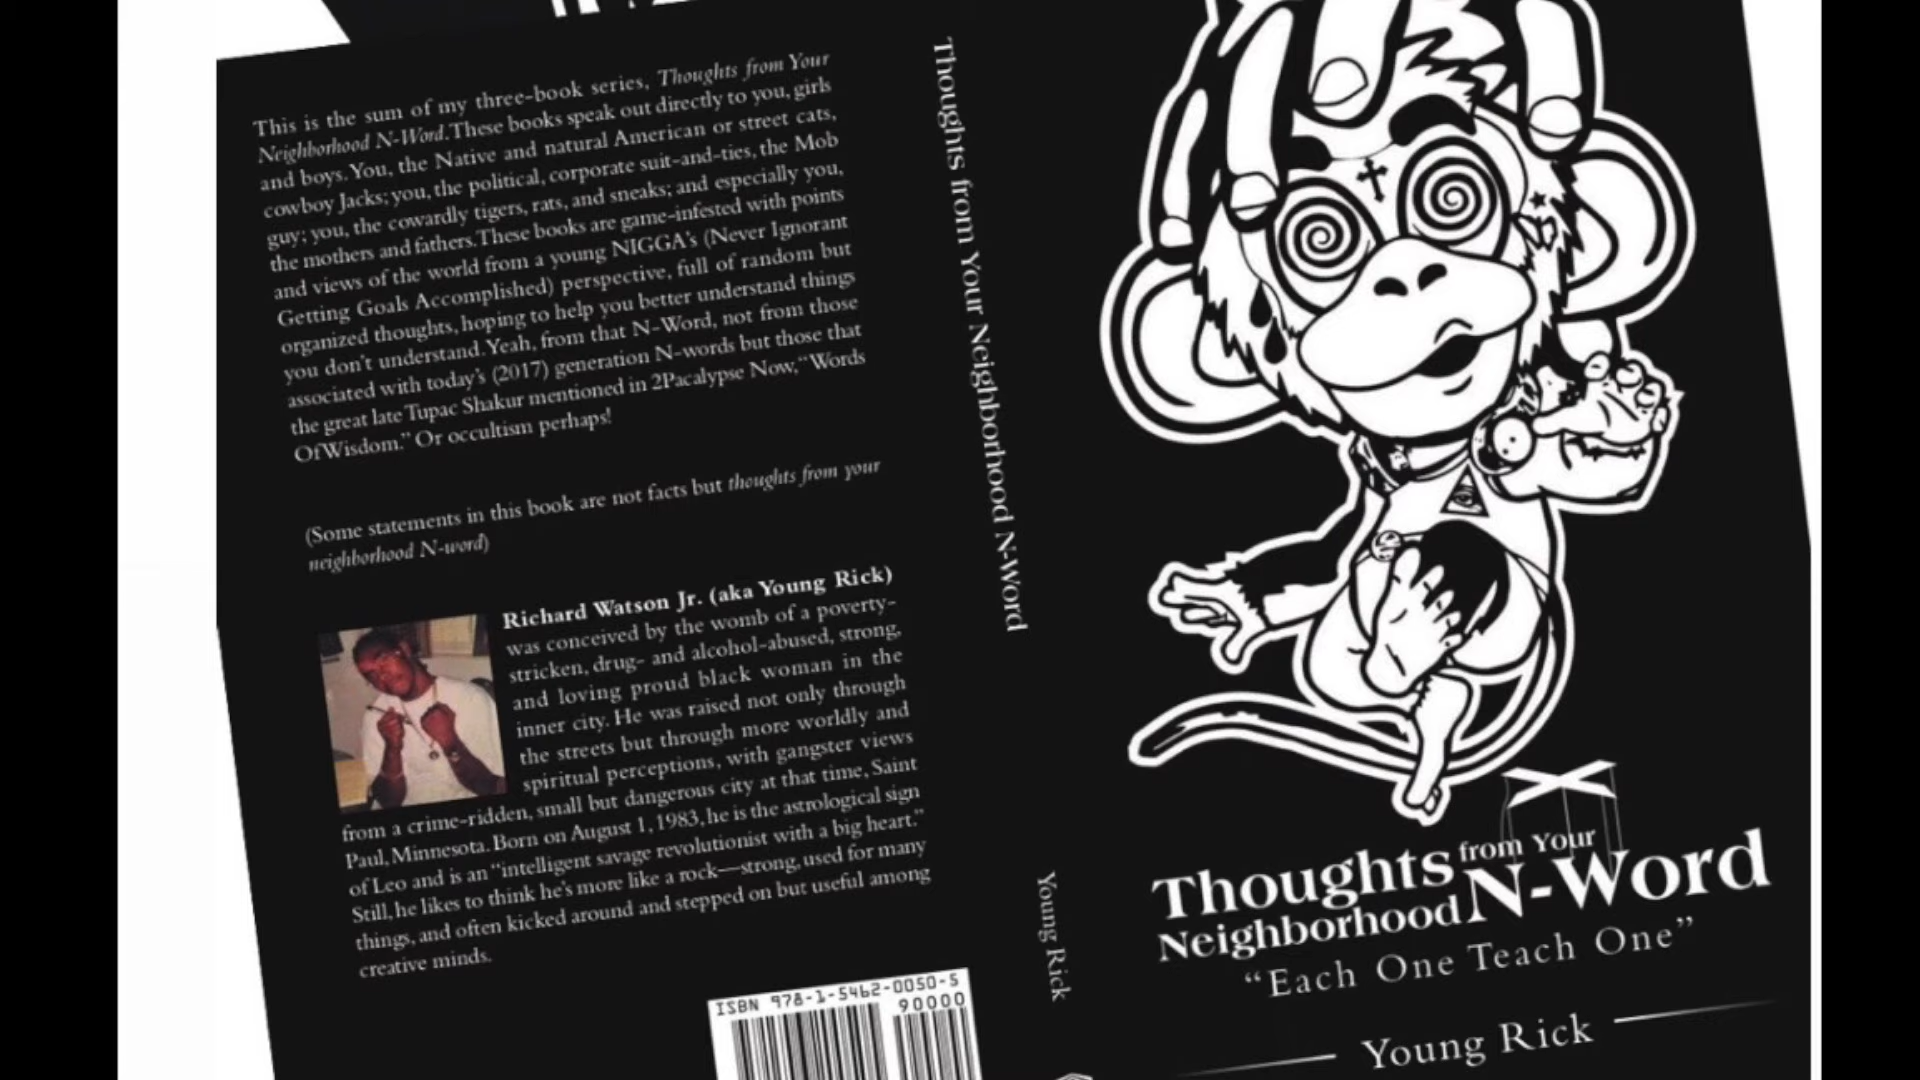 This is the sum of my three-book series, Thoughts from Your
Neighborhood N-Word. These books speak out directly to you, girls
and boys. You, the Native and natural American or street cats,
cowboy Jacks; you, the political, corporate suit-and-ties, the Mob
guy; you, the cowardly tigers, rats, and sneaks; and especially you,
the mothers and fathers. These books are game-infested with points
and views of the world from a young NIGGA's (Never Ignorant
Getting Goals Accomplished) perspective, full of random but
organized thoughts, hoping to help you better understand things
you don't understand. Yeah, from that N-Word, not from those
associated with today's (2017) generation N-words but those that
the great late Tupac Shakur mentioned in 2Pacalypse Now, “Words
Of Wisdom.” Or occultism perhaps!
(Some statements in this book are not facts but thoughts from your
neighborhood N-word)
Richard Watson Jr. (aka Young Rick)
was conceived by the womb of a poverty-
stricken, drug- and alcohol-abused, strong,
and loving proud black woman in the
inner city. He was raised not only through
the streets but through more worldly and
spiritual perceptions, with gangster views
from a crime-ridden, small but dangerous city at that time, Saint
Paul, Minnesota. Born on August 1, 1983, he is the astrological sign
of Leo and is an “intelligent savage revolutionist with a big heart.”
Still, he likes to think he's more like a rock—strong, used for many
things, and often kicked around and stepped on but useful among
creative minds.
ISBN 978-1-5462-0050-5
90000
Thoughts from Your Neighborhood N-Word
Young Rick
Thoughts from Your
Neighborhood N-Word
“Each One Teach One”
Young Rick